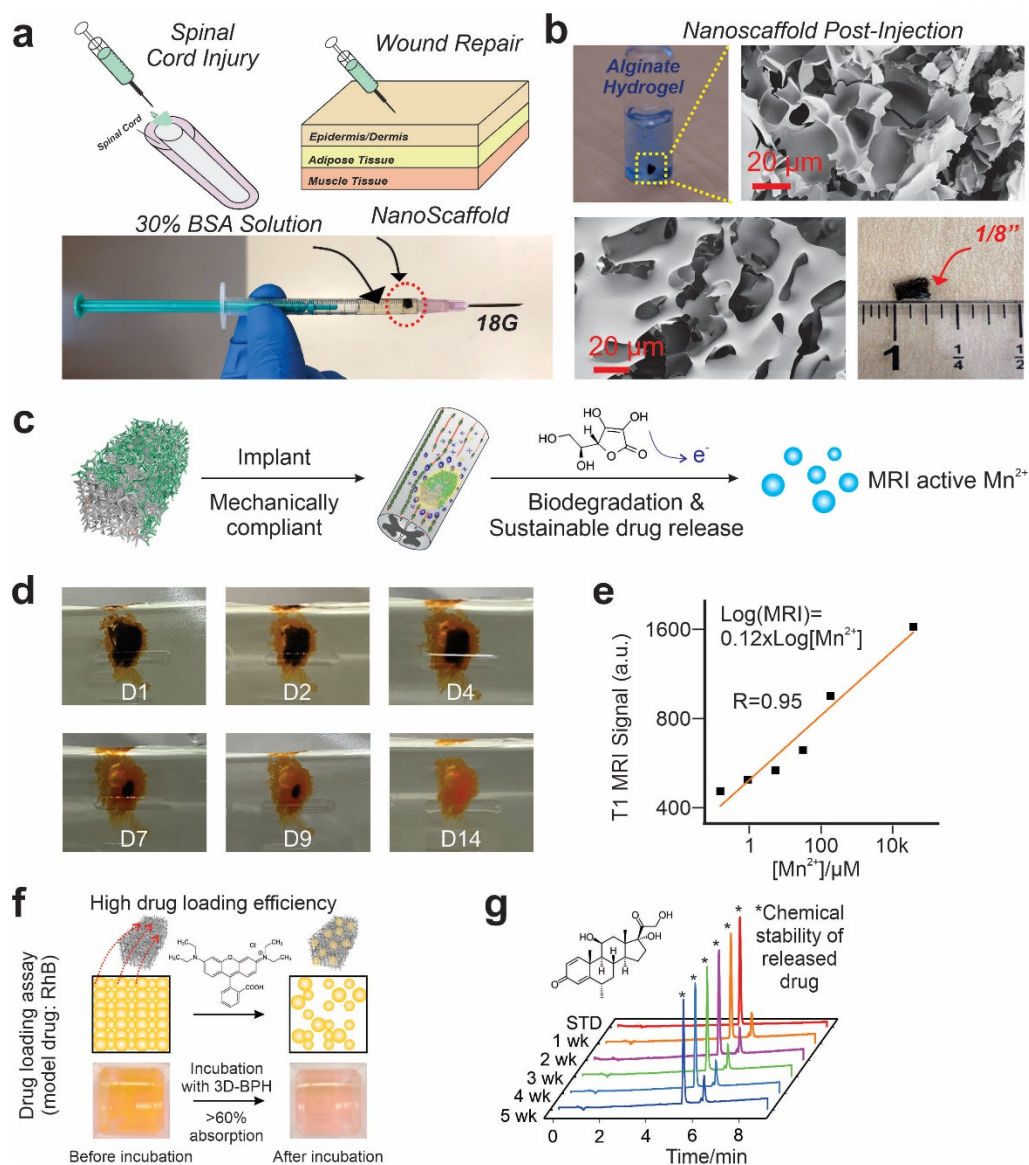 a
Spinal
Cord Injury
Wound Repair
Spinal Cord
Epidermis/Dermis
Adipose Tissue
Muscle Tissue
30% BSA Solution
NanoScaffold
18G
b
Nanoscaffold Post-Injection
Alginate
Hydrogel
20 µm
20 µm
1/8”
1
1/4
1/2
c
Implant
Mechanically
compliant
HO
OH
HO
O
O
OH
e-
Biodegradation &
Sustainable drug release
MRI active Mn²⁺
d
D1
D2
D4
D7
D9
D14
e
Log(MRI)=
0.12xLog[Mn²⁺]
R=0.95
T1 MRI Signal (a.u.)
1600
800
400
1
100
10k
[Mn²⁺]/µM
f
High drug loading efficiency
Drug loading assay
(model drug: RhB)
H₃C
N
O
Cl
N
CH₃
H₃C
CH₃
COOH
Incubation
with 3D-BPH
>60%
absorption
Before incubation
After incubation
g
OH
O
HO
OH
H
H
H
O
*Chemical
stability of
released
drug
* * * * * *
STD
1 wk
2 wk
3 wk
4 wk
5 wk
0
2
4
6
8
Time/min